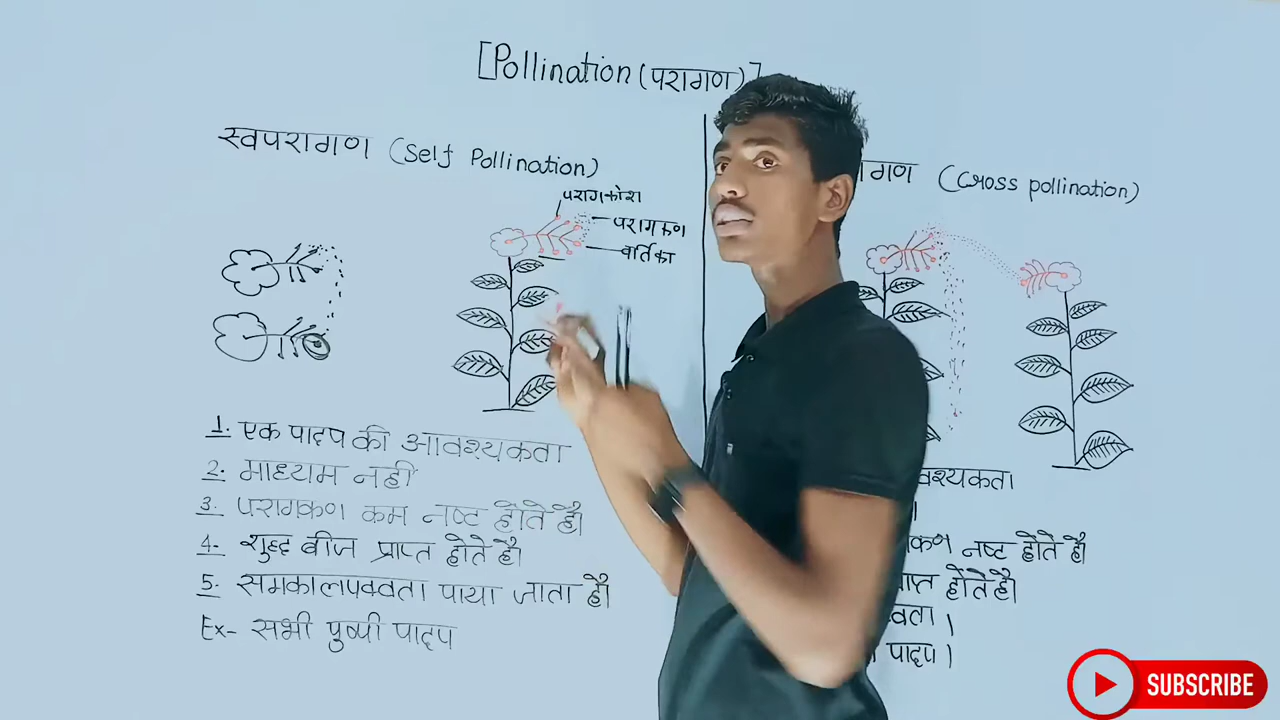 [Pollination (परागण)]
स्वपरागण (Self Pollination)
परागकोश
परागकण
वर्तिका
1. एक पादप की आवश्यकता
2. माध्यम नहीं
3. परागकण कम नष्ट होते है।
4. शुद्ध बीज प्राप्त होते है।
5. समकालपक्वता पाया जाता है।
Ex- सभी पुष्पी पादप
गण (Cross pollination)
वश्यकता
।
कण नष्ट होते है।
प्त होते है।
वता ।
पादप ।
SUBSCRIBE